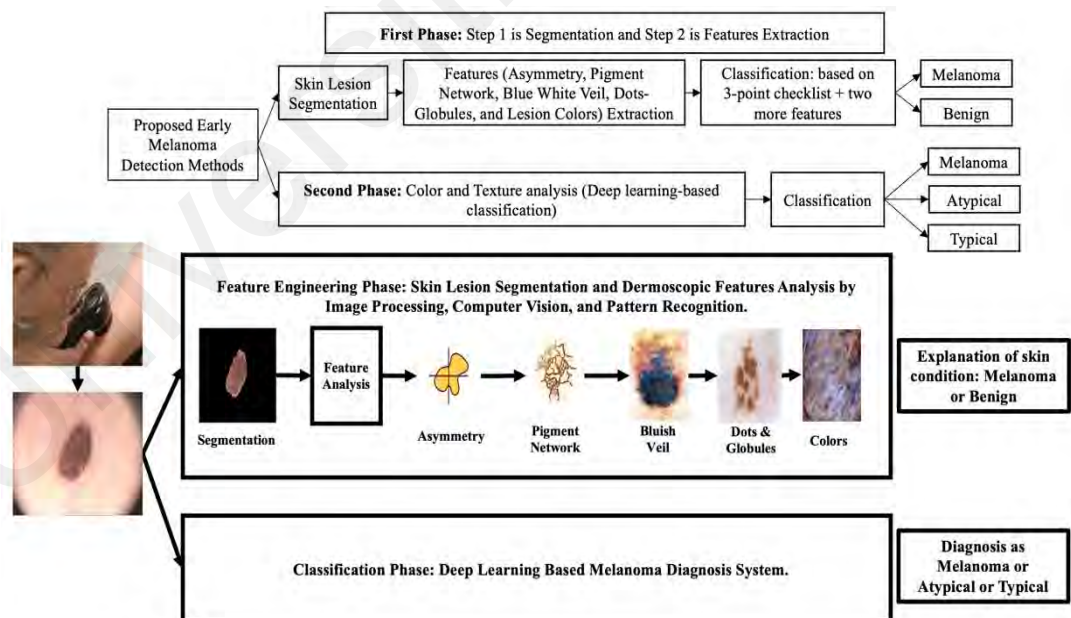 First Phase: Step 1 is Segmentation and Step 2 is Features Extraction
Skin Lesion
Segmentation
Features (Asymmetry, Pigment
Network, Blue White Veil, Dots-
Globules, and Lesion Colors) Extraction
Classification: based on
3-point checklist + two
more features
Melanoma
Benign
Proposed Early
Melanoma
Detection Methods
Second Phase: Color and Texture analysis (Deep learning-based
classification)
Classification
Melanoma
Atypical
Typical
Feature Engineering Phase: Skin Lesion Segmentation and Dermoscopic Features Analysis by
Image Processing, Computer Vision, and Pattern Recognition.
Segmentation
Feature
Analysis
Asymmetry
Pigment
Network
Bluish
Veil
Dots &
Globules
Colors
Explanation of skin
condition: Melanoma
or Benign
Classification Phase: Deep Learning Based Melanoma Diagnosis System.
Diagnosis as
Melanoma or
Atypical or Typical